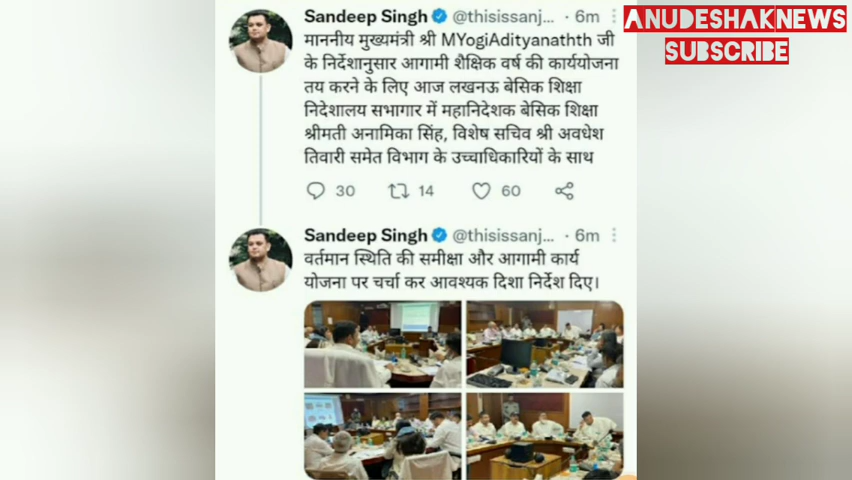 ANUDESHAKNEWS
SUBSCRIBE
Sandeep Singh @thisissanj... · 6m
माननीय मुख्यमंत्री श्री MYogiAdityanathth जी
के निर्देशानुसार आगामी शैक्षिक वर्ष की कार्ययोजना
तय करने के लिए आज लखनऊ बेसिक शिक्षा
निदेशालय सभागार में महानिदेशक बेसिक शिक्षा
श्रीमती अनामिका सिंह, विशेष सचिव श्री अवधेश
तिवारी समेत विभाग के उच्चाधिकारियों के साथ
30 14 60
Sandeep Singh @thisissanj... · 6m
वर्तमान स्थिति की समीक्षा और आगामी कार्य
योजना पर चर्चा कर आवश्यक दिशा निर्देश दिए।